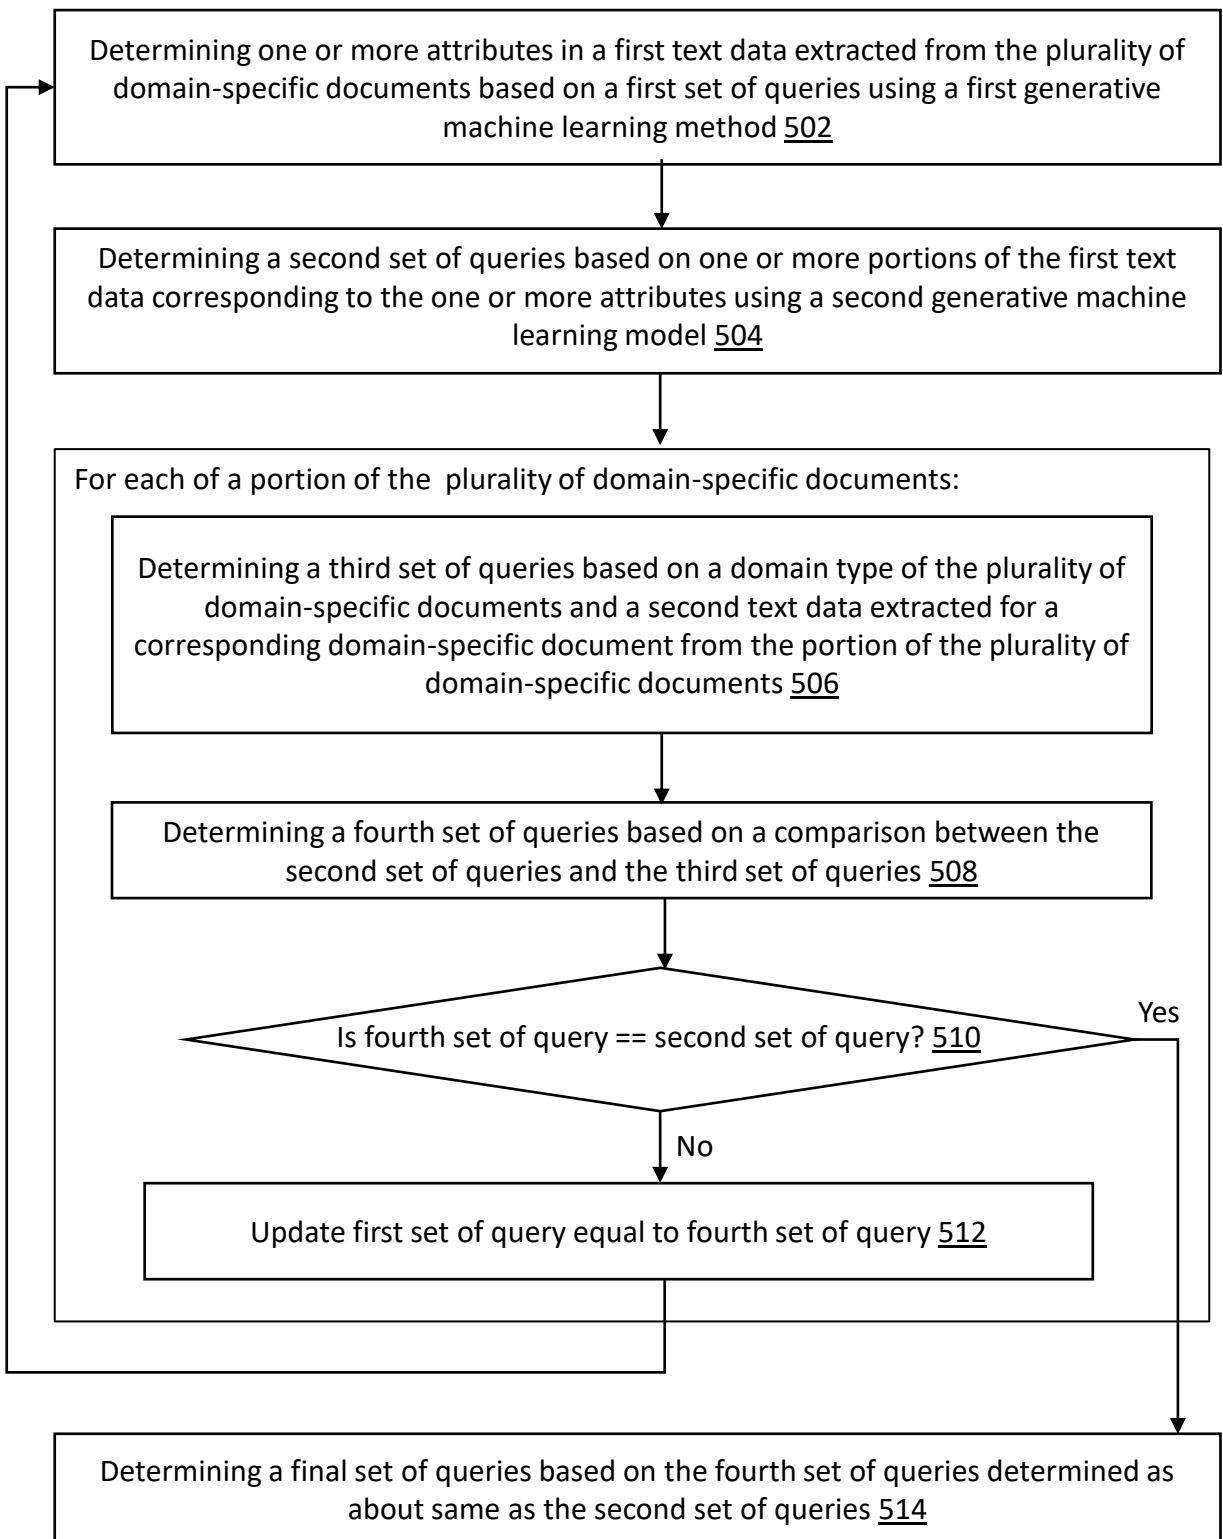 Determining one or more attributes in a first text data extracted from the plurality of
domain-specific documents based on a first set of queries using a first generative
machine learning method 502
Determining a second set of queries based on one or more portions of the first text
data corresponding to the one or more attributes using a second generative machine
learning model 504
For each of a portion of the plurality of domain-specific documents:
Determining a third set of queries based on a domain type of the plurality of
domain-specific documents and a second text data extracted for a
corresponding domain-specific document from the portion of the plurality of
domain-specific documents 506
Determining a fourth set of queries based on a comparison between the
second set of queries and the third set of queries 508
Yes
Is fourth set of query == second set of query? 510
No
Update first set of query equal to fourth set of query 512
Determining a final set of queries based on the fourth set of queries determined as
about same as the second set of queries 514